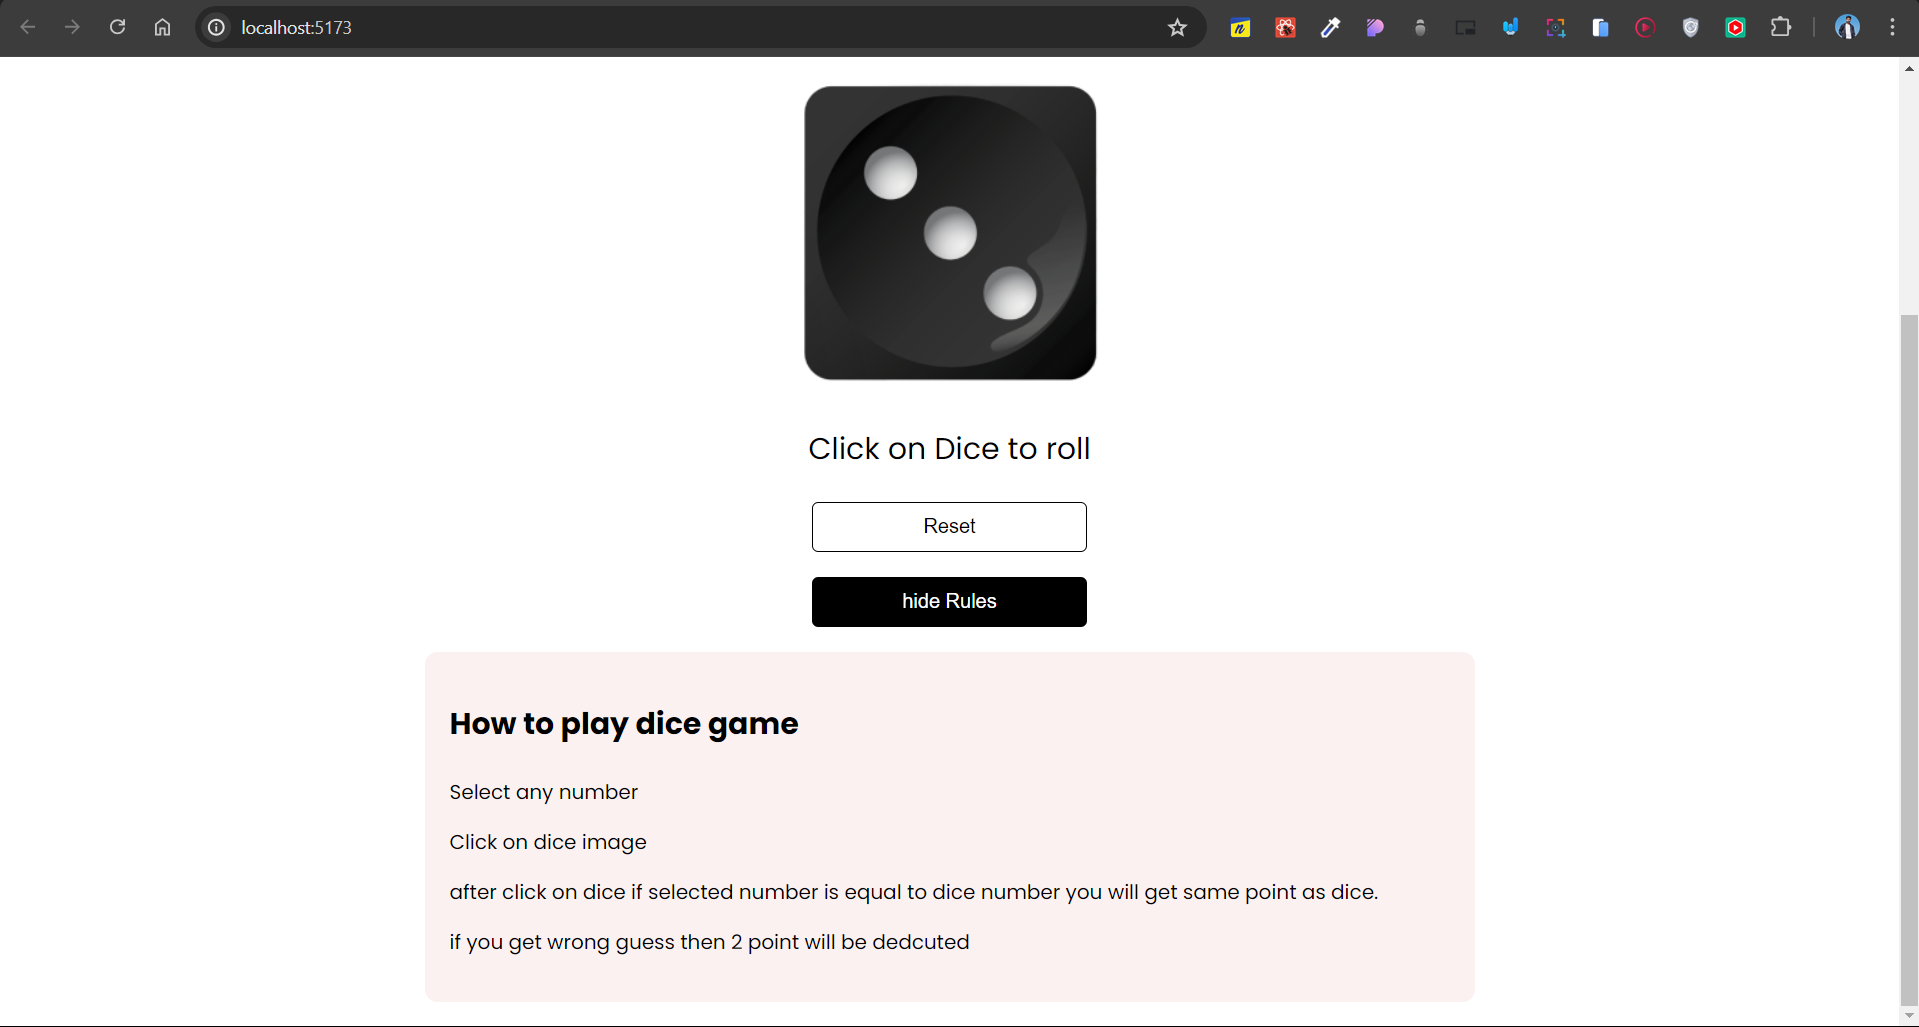 localhost:5173
Click on Dice to roll
Reset
hide Rules
How to play dice game
Select any number
Click on dice image
after click on dice if selected number is equal to dice number you will get same point as dice.
if you get wrong guess then 2 point will be dedcuted